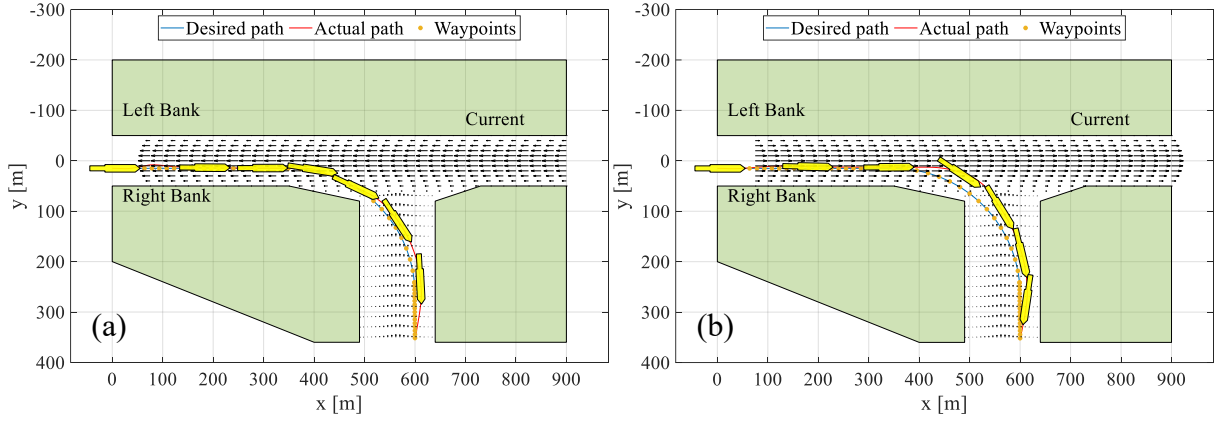 Desired path Actual path Waypoints
-300
-200
-100
0
100
200
300
400
y [m]
Left Bank
Current
Right Bank
(a)
0 100 200 300 400 500 600 700 800 900
x [m]
Desired path Actual path Waypoints
-300
-200
-100
0
100
200
300
400
y [m]
Left Bank
Current
Right Bank
(b)
0 100 200 300 400 500 600 700 800 900
x [m]